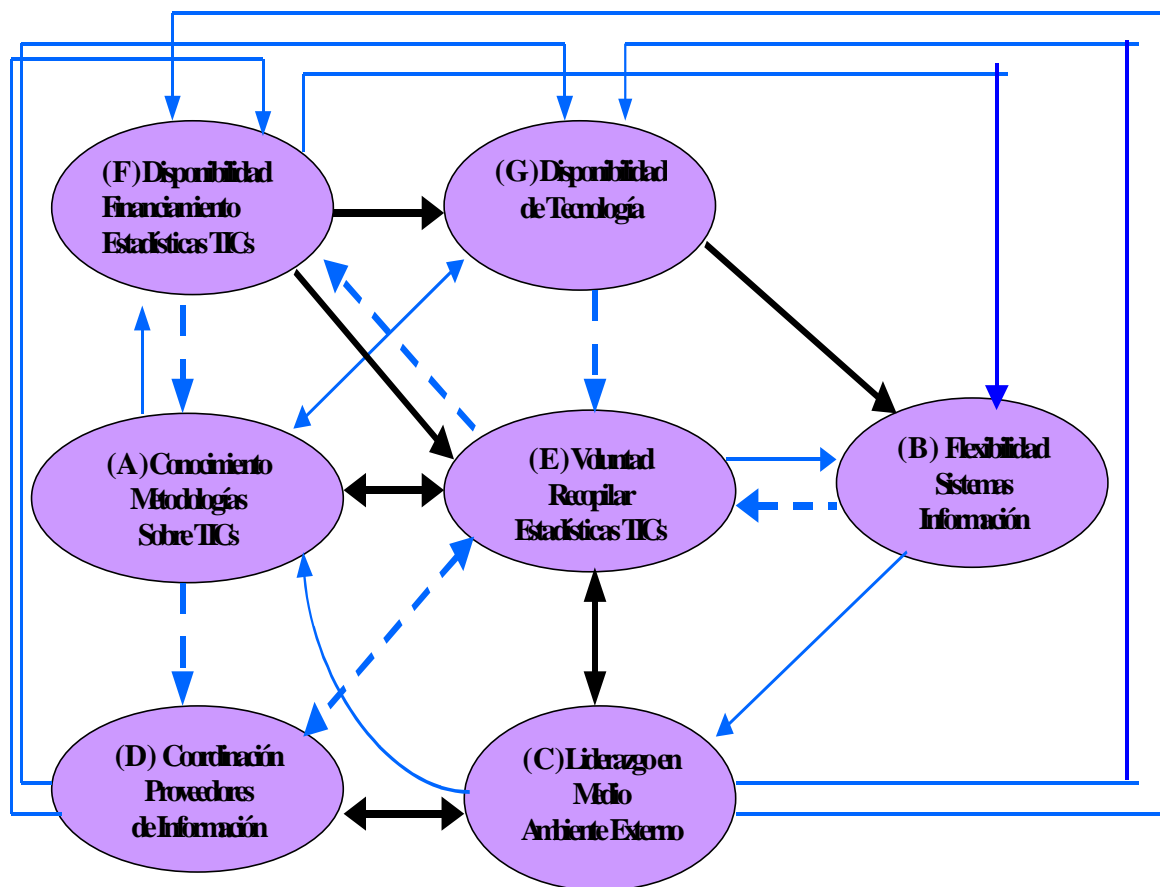 (F) Disponibilidad
Financiamiento
Estadísticas TICs
(G) Disponibilidad
de Tecnología
(A) Conocimiento
Metodologías
Sobre TICs
(E) Voluntad
Recopilar
Estadísticas TICs
(B) Flexibilidad
Sistemas
Información
(D) Coordinación
Proveedores
de Información
(C) Liderazgo en
Medio
Ambiente Externo